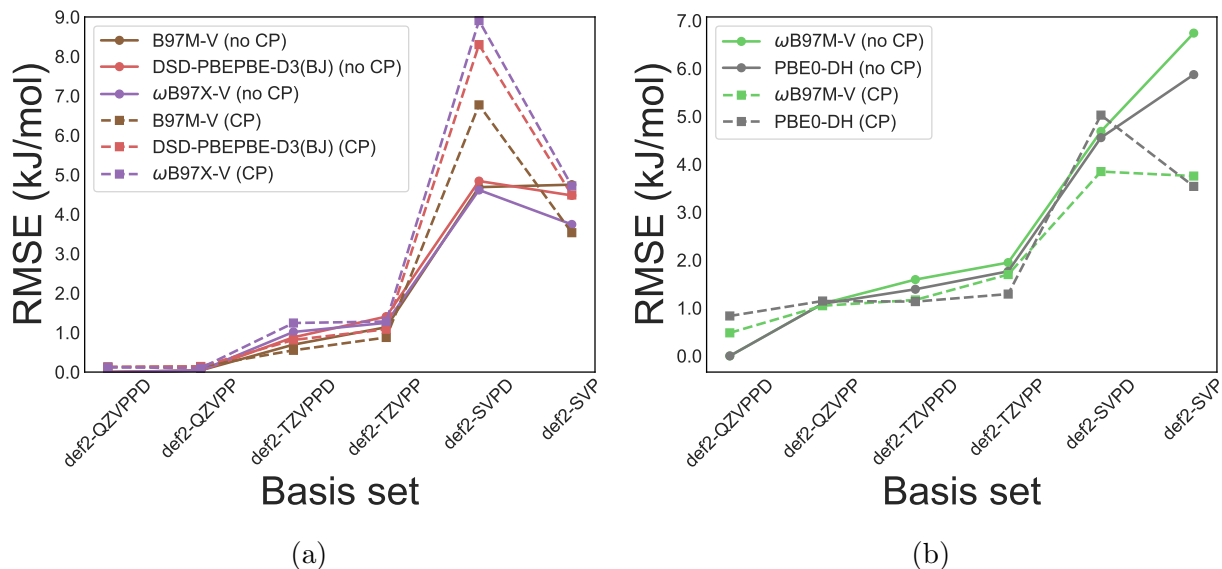 9.0
8.0
7.0
6.0
5.0
4.0
3.0
2.0
1.0
0.0
RMSE (kJ/mol)
B97M-V (no CP)
DSD-PBEPBE-D3(BJ) (no CP)
ωB97X-V (no CP)
B97M-V (CP)
DSD-PBEPBE-D3(BJ) (CP)
ωB97X-V (CP)
def2-QZVPPD
def2-QZVPP
def2-TZVPPD
def2-TZVPP
def2-SVPD
def2-SVP
Basis set
(a)
7.0
6.0
5.0
4.0
3.0
2.0
1.0
0.0
RMSE (kJ/mol)
ωB97M-V (no CP)
PBE0-DH (no CP)
ωB97M-V (CP)
PBE0-DH (CP)
def2-QZVPPD
def2-QZVPP
def2-TZVPPD
def2-TZVPP
def2-SVPD
def2-SVP
Basis set
(b)